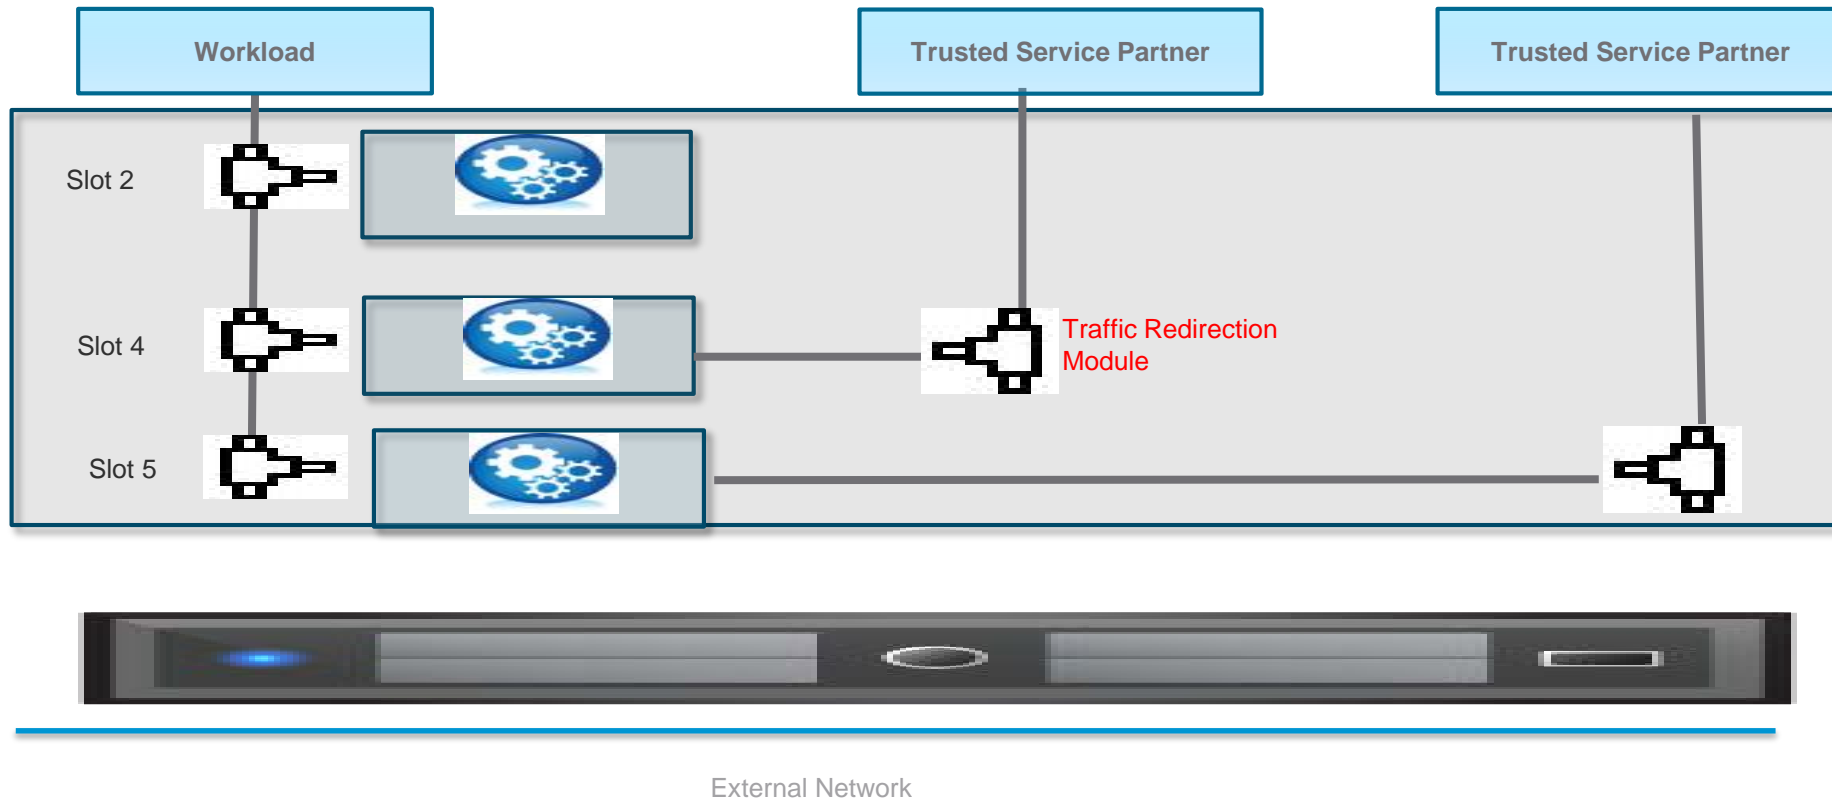 Workload
Trusted Service Partner
Trusted Service Partner
Slot 2
Slot 4
Traffic Redirection
Module
Slot 5
External Network